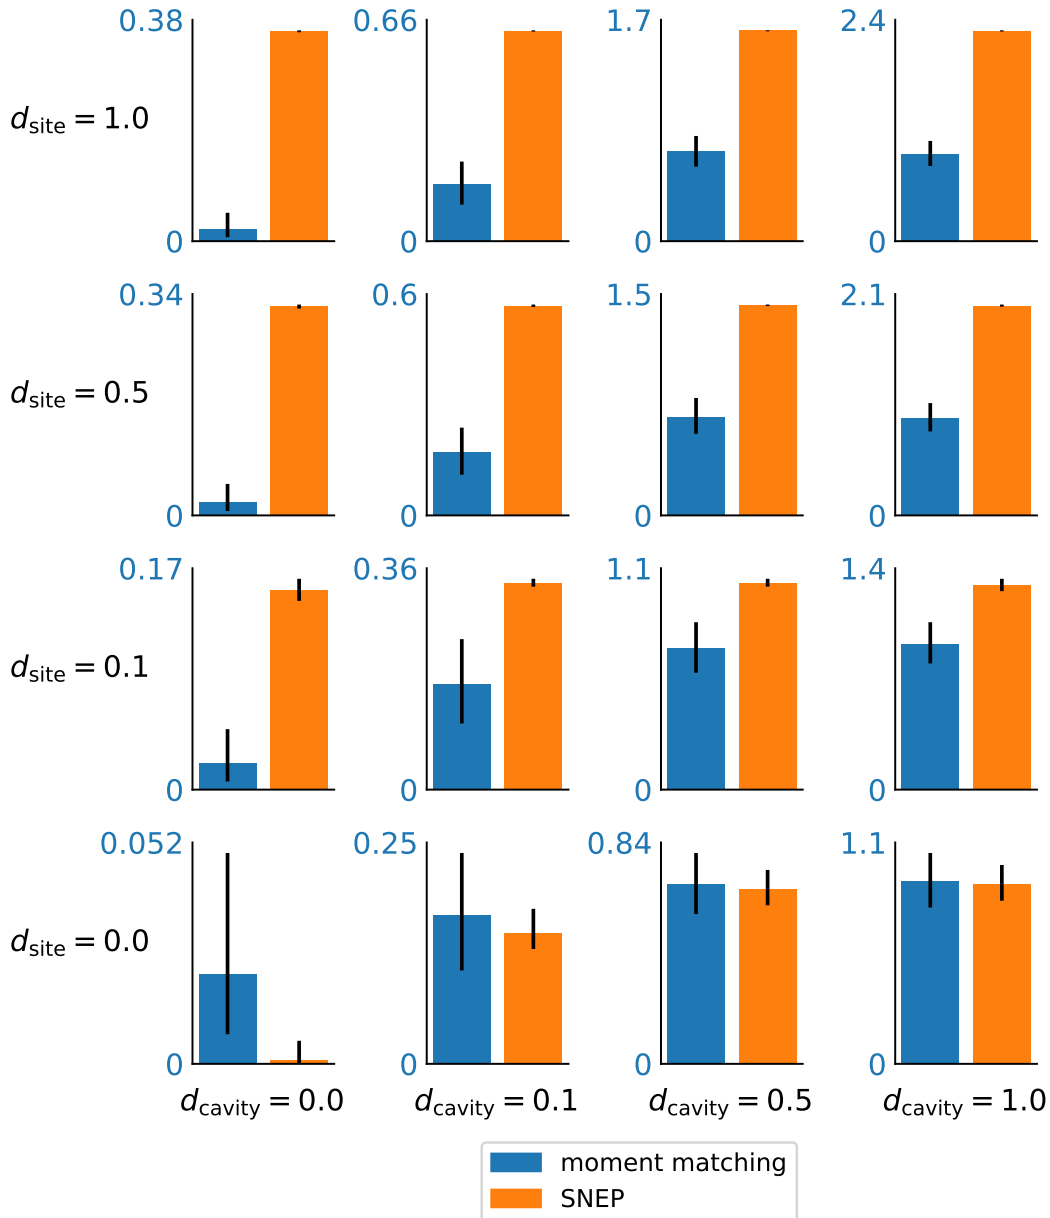 0.38 0.66 1.7 2.4
d_site = 1.0
0 0 0 0
0.34 0.6 1.5 2.1
d_site = 0.5
0 0 0 0
0.17 0.36 1.1 1.4
d_site = 0.1
0 0 0 0
0.052 0.25 0.84 1.1
d_site = 0.0
0 0 0 0
d_cavity = 0.0 d_cavity = 0.1 d_cavity = 0.5 d_cavity = 1.0
moment matching
SNEP